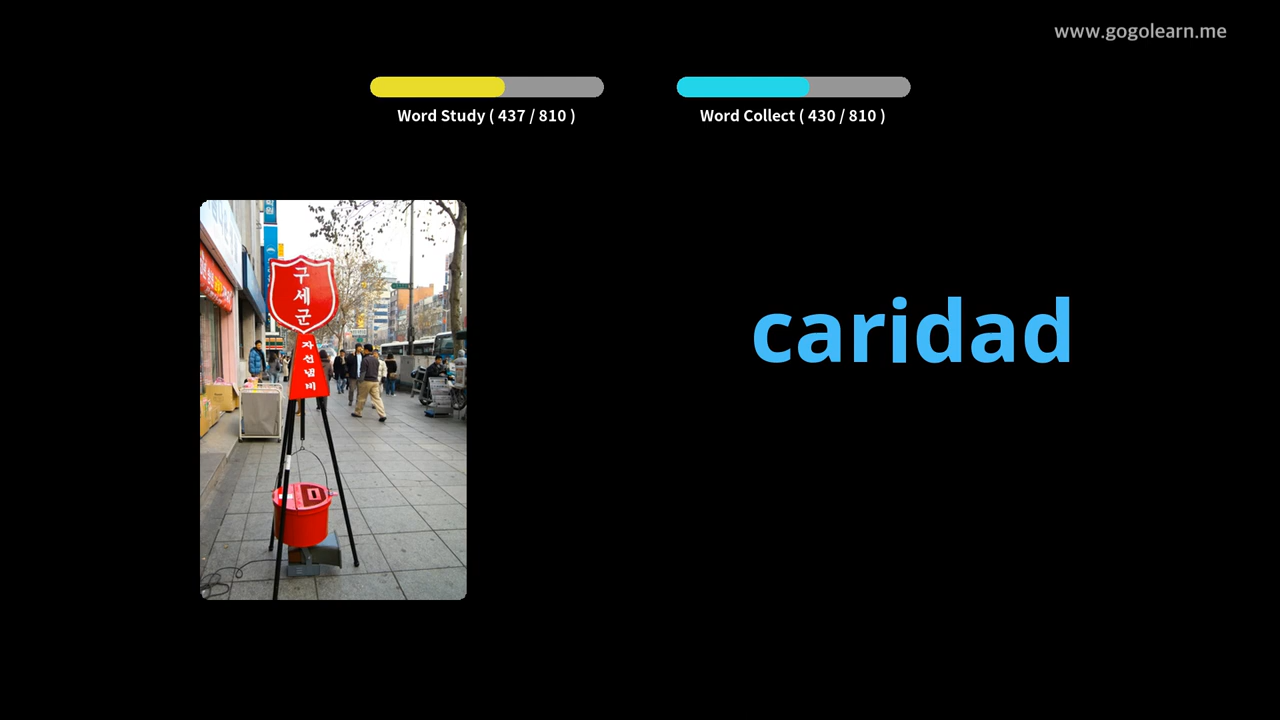 www.gogolearn.me
Word Study ( 437 / 810 )
Word Collect ( 430 / 810 )
구
세
군
자
선
냄
비
caridad